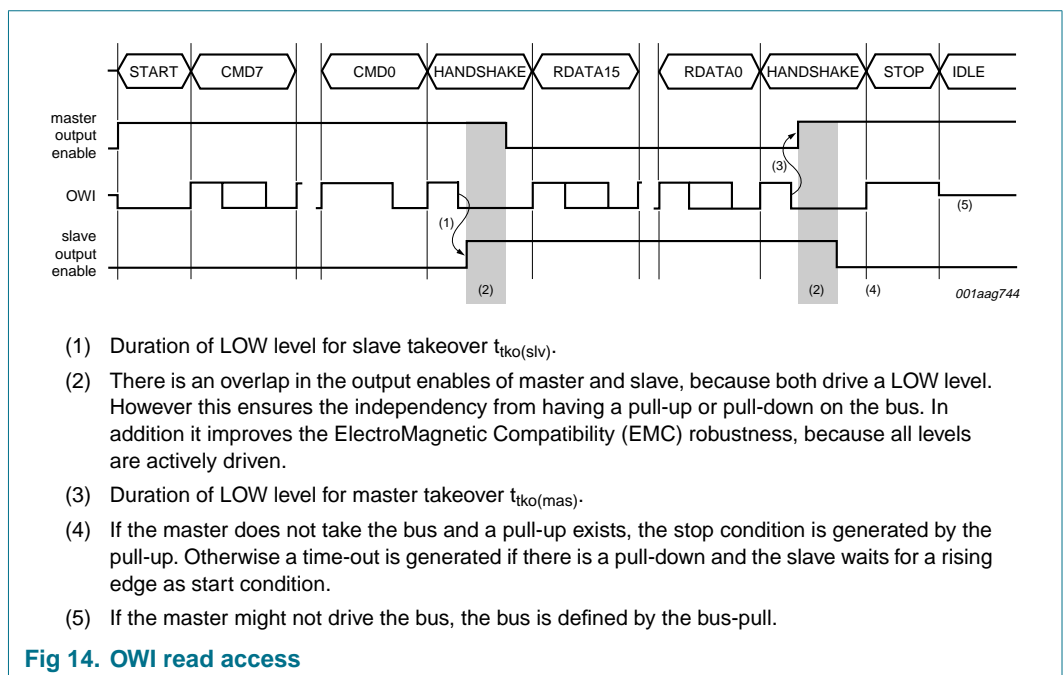 START CMD7 CMD0 HANDSHAKE RDATA15 RDATA0 HANDSHAKE STOP IDLE
master
output
enable
(3)
OWI
(1)
(5)
slave
output
enable
(2) (2) (4)
001aag744
(1) Duration of LOW level for slave takeover ttko(slv).
(2) There is an overlap in the output enables of master and slave, because both drive a LOW level.
However this ensures the independency from having a pull-up or pull-down on the bus. In
addition it improves the ElectroMagnetic Compatibility (EMC) robustness, because all levels
are actively driven.
(3) Duration of LOW level for master takeover ttko(mas).
(4) If the master does not take the bus and a pull-up exists, the stop condition is generated by the
pull-up. Otherwise a time-out is generated if there is a pull-down and the slave waits for a rising
edge as start condition.
(5) If the master might not drive the bus, the bus is defined by the bus-pull.
Fig 14. OWI read access